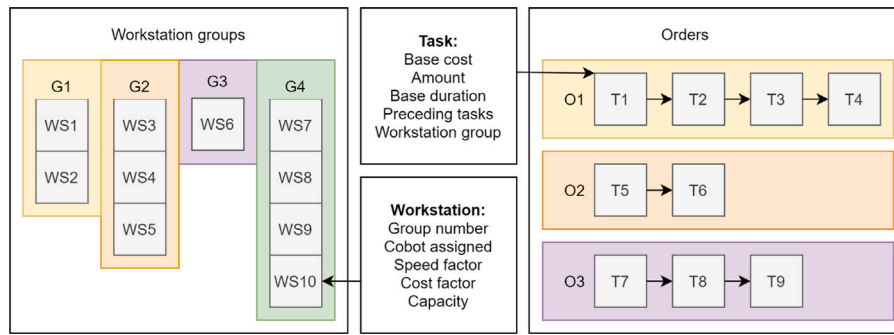 Workstation groups
G1
G2
G3
G4
WS1
WS2
WS3
WS4
WS5
WS6
WS7
WS8
WS9
WS10
Task:
Base cost
Amount
Base duration
Preceding tasks
Workstation group
Workstation:
Group number
Cobot assigned
Speed factor
Cost factor
Capacity
Orders
O1
T1
T2
T3
T4
O2
T5
T6
O3
T7
T8
T9